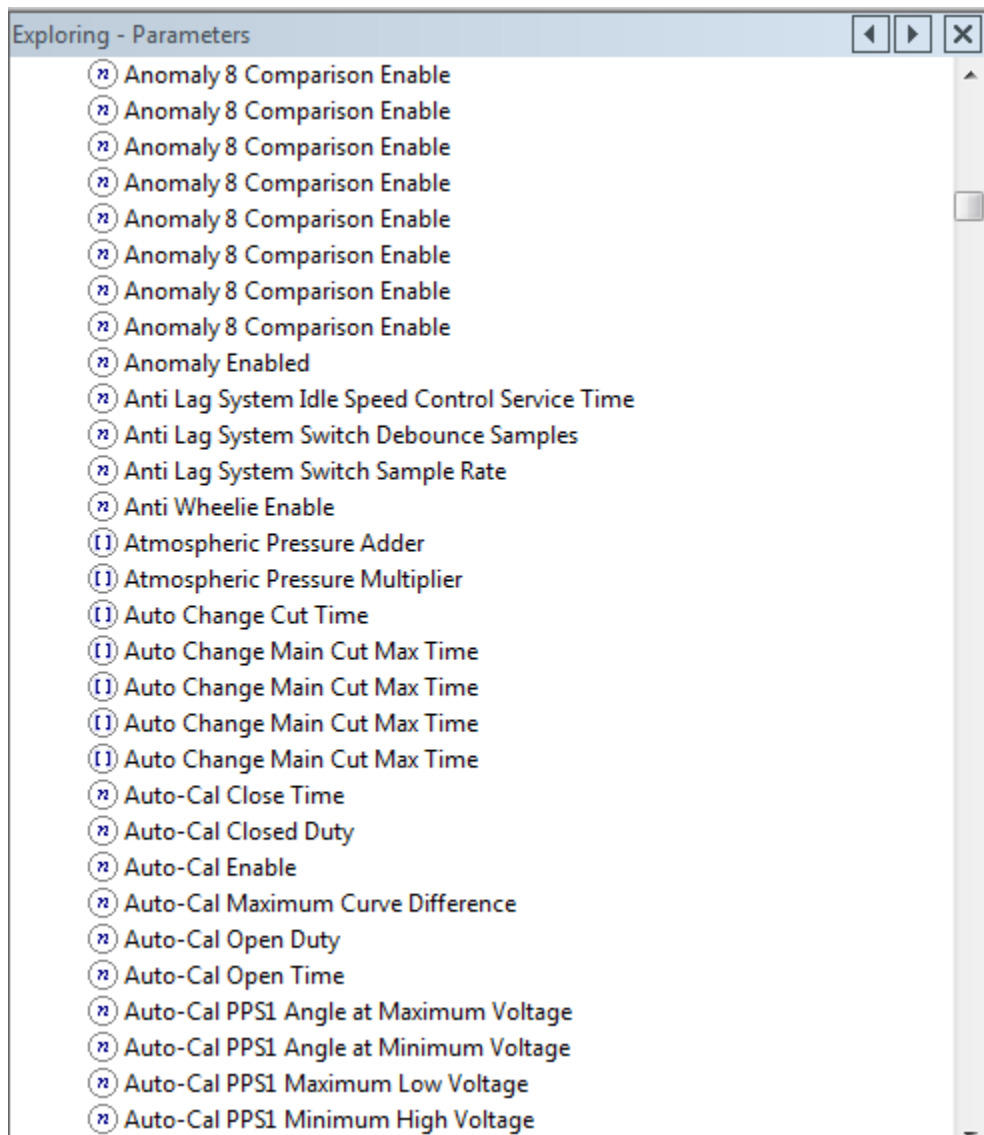 Exploring - Parameters
Anomaly 8 Comparison Enable
Anomaly 8 Comparison Enable
Anomaly 8 Comparison Enable
Anomaly 8 Comparison Enable
Anomaly 8 Comparison Enable
Anomaly 8 Comparison Enable
Anomaly 8 Comparison Enable
Anomaly 8 Comparison Enable
Anomaly Enabled
Anti Lag System Idle Speed Control Service Time
Anti Lag System Switch Debounce Samples
Anti Lag System Switch Sample Rate
Anti Wheelie Enable
Atmospheric Pressure Adder
Atmospheric Pressure Multiplier
Auto Change Cut Time
Auto Change Main Cut Max Time
Auto Change Main Cut Max Time
Auto Change Main Cut Max Time
Auto Change Main Cut Max Time
Auto-Cal Close Time
Auto-Cal Closed Duty
Auto-Cal Enable
Auto-Cal Maximum Curve Difference
Auto-Cal Open Duty
Auto-Cal Open Time
Auto-Cal PPS1 Angle at Maximum Voltage
Auto-Cal PPS1 Angle at Minimum Voltage
Auto-Cal PPS1 Maximum Low Voltage
Auto-Cal PPS1 Minimum High Voltage